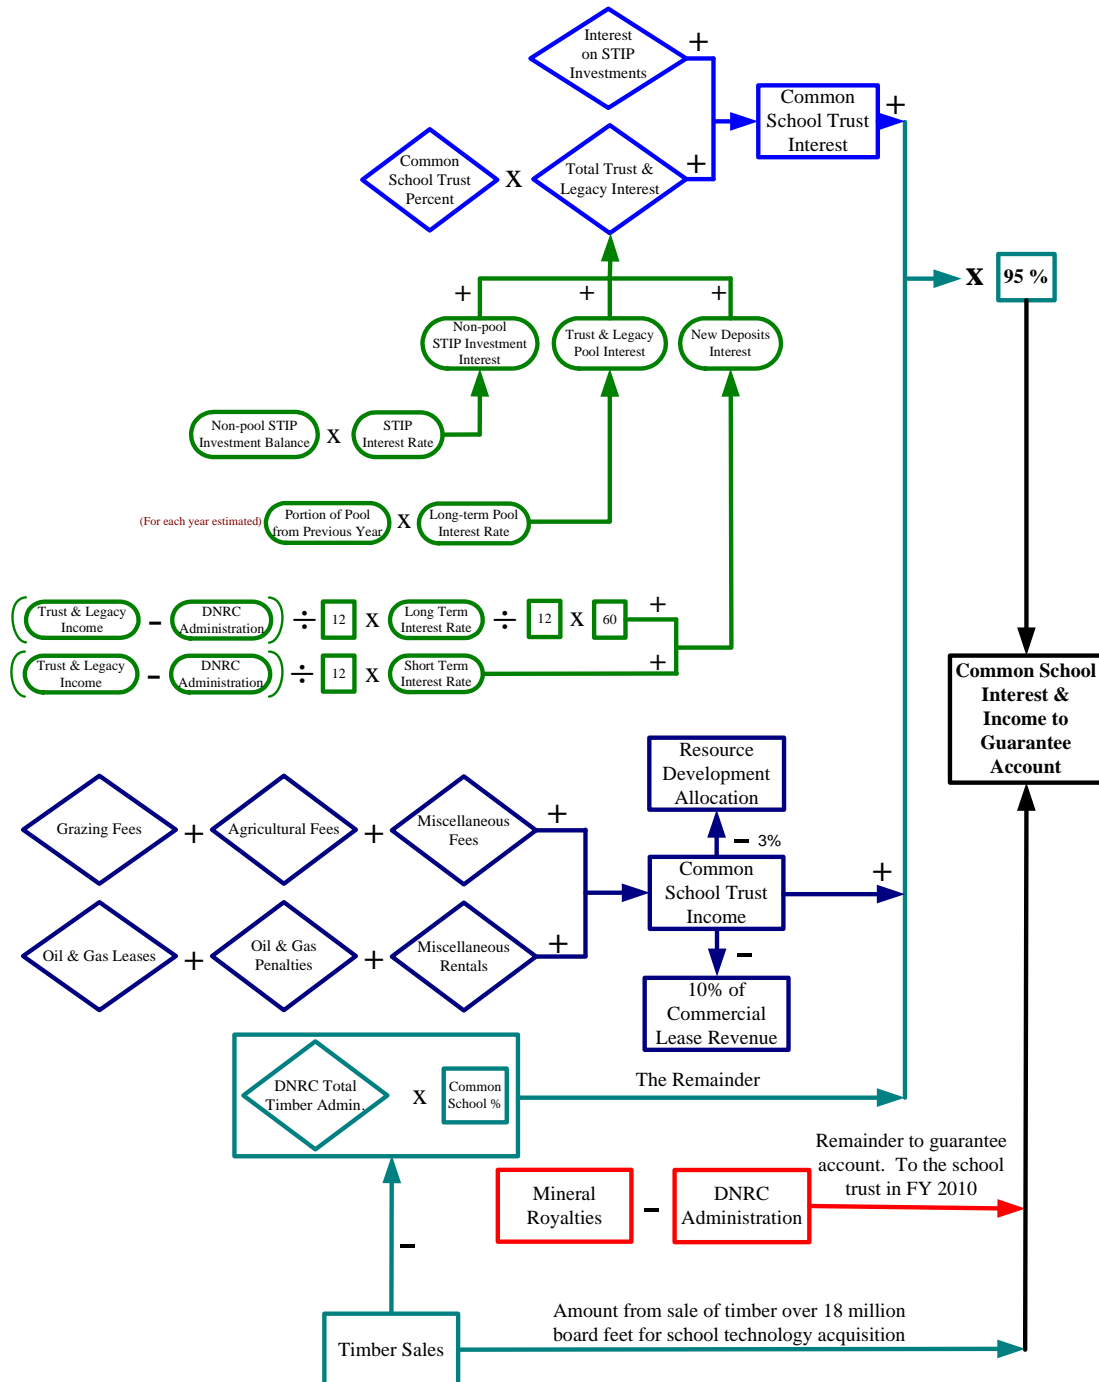 Interest
on STIP
Investments
+
Common
School Trust
Interest
+
Common
School Trust
Percent
x
Total Trust &
Legacy Interest
+
x
95 %
+
+
+
Non-pool
STIP Investment
Interest
Trust & Legacy
Pool Interest
New Deposits
Interest
Non-pool STIP
Investment Balance
x
STIP
Interest Rate
(For each year estimated)
Portion of Pool
from Previous Year
x
Long-term Pool
Interest Rate
(Trust & Legacy
Income
-
DNRC
Administration)
÷
12
x
Long Term
Interest Rate
÷
12
x
60
+
(Trust & Legacy
Income
-
DNRC
Administration)
÷
12
x
Short Term
Interest Rate
+
Common School
Interest &
Income to
Guarantee
Account
Resource
Development
Allocation
- 3%
Grazing Fees
+
Agricultural Fees
+
Miscellaneous
Fees
+
Common
School Trust
Income
+
Oil & Gas Leases
+
Oil & Gas
Penalties
+
Miscellaneous
Rentals
+
-
10% of
Commercial
Lease Revenue
DNRC Total
Timber Admin.
x
Common
School %
The Remainder
Remainder to guarantee
account.  To the school
trust in FY 2010
Mineral
Royalties
-
DNRC
Administration
-
Timber Sales
Amount from sale of timber over 18 million
board feet for school technology acquisition